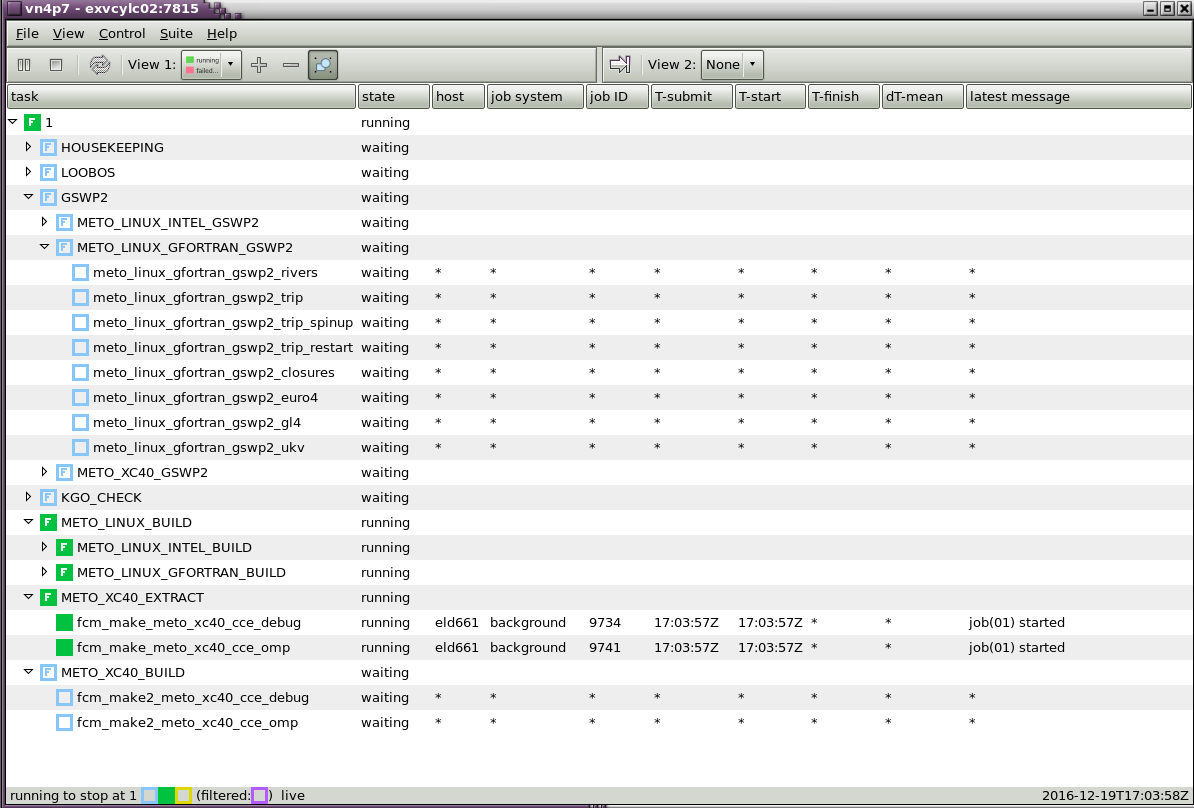 vn4p7 - exvcylc02:7815
File View Control Suite Help
View 1: running failed... View 2: None
task state host job system job ID T-submit T-start T-finish dT-mean latest message
F 1 running
F HOUSEKEEPING waiting
F LOOBOS waiting
F GSWP2 waiting
F METO_LINUX_INTEL_GSWP2 waiting
F METO_LINUX_GFORTRAN_GSWP2 waiting
meto_linux_gfortran_gswp2_rivers waiting * * * * * * * *
meto_linux_gfortran_gswp2_trip waiting * * * * * * * *
meto_linux_gfortran_gswp2_trip_spinup waiting * * * * * * * *
meto_linux_gfortran_gswp2_trip_restart waiting * * * * * * * *
meto_linux_gfortran_gswp2_closures waiting * * * * * * * *
meto_linux_gfortran_gswp2_euro4 waiting * * * * * * * *
meto_linux_gfortran_gswp2_gl4 waiting * * * * * * * *
meto_linux_gfortran_gswp2_ukv waiting * * * * * * * *
F METO_XC40_GSWP2 waiting
F KGO_CHECK waiting
F METO_LINUX_BUILD running
F METO_LINUX_INTEL_BUILD running
F METO_LINUX_GFORTRAN_BUILD running
F METO_XC40_EXTRACT running
fcm_make_meto_xc40_cce_debug running eld661 background 9734 17:03:57Z 17:03:57Z * * job(01) started
fcm_make_meto_xc40_cce_omp running eld661 background 9741 17:03:57Z 17:03:57Z * * job(01) started
F METO_XC40_BUILD waiting
fcm_make2_meto_xc40_cce_debug waiting * * * * * * * *
fcm_make2_meto_xc40_cce_omp waiting * * * * * * * *
running to stop at 1 (filtered: ) live 2016-12-19T17:03:58Z